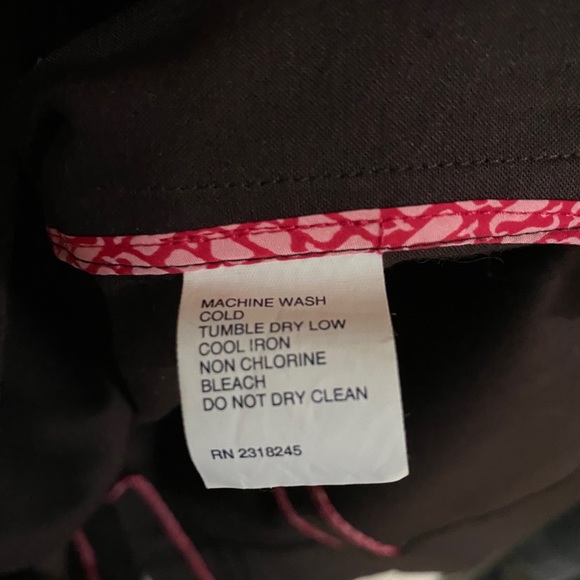 MACHINE WASH
COLD
TUMBLE DRY LOW
COOL IRON
NON CHLORINE
BLEACH
DO NOT DRY CLEAN
RN 2318245